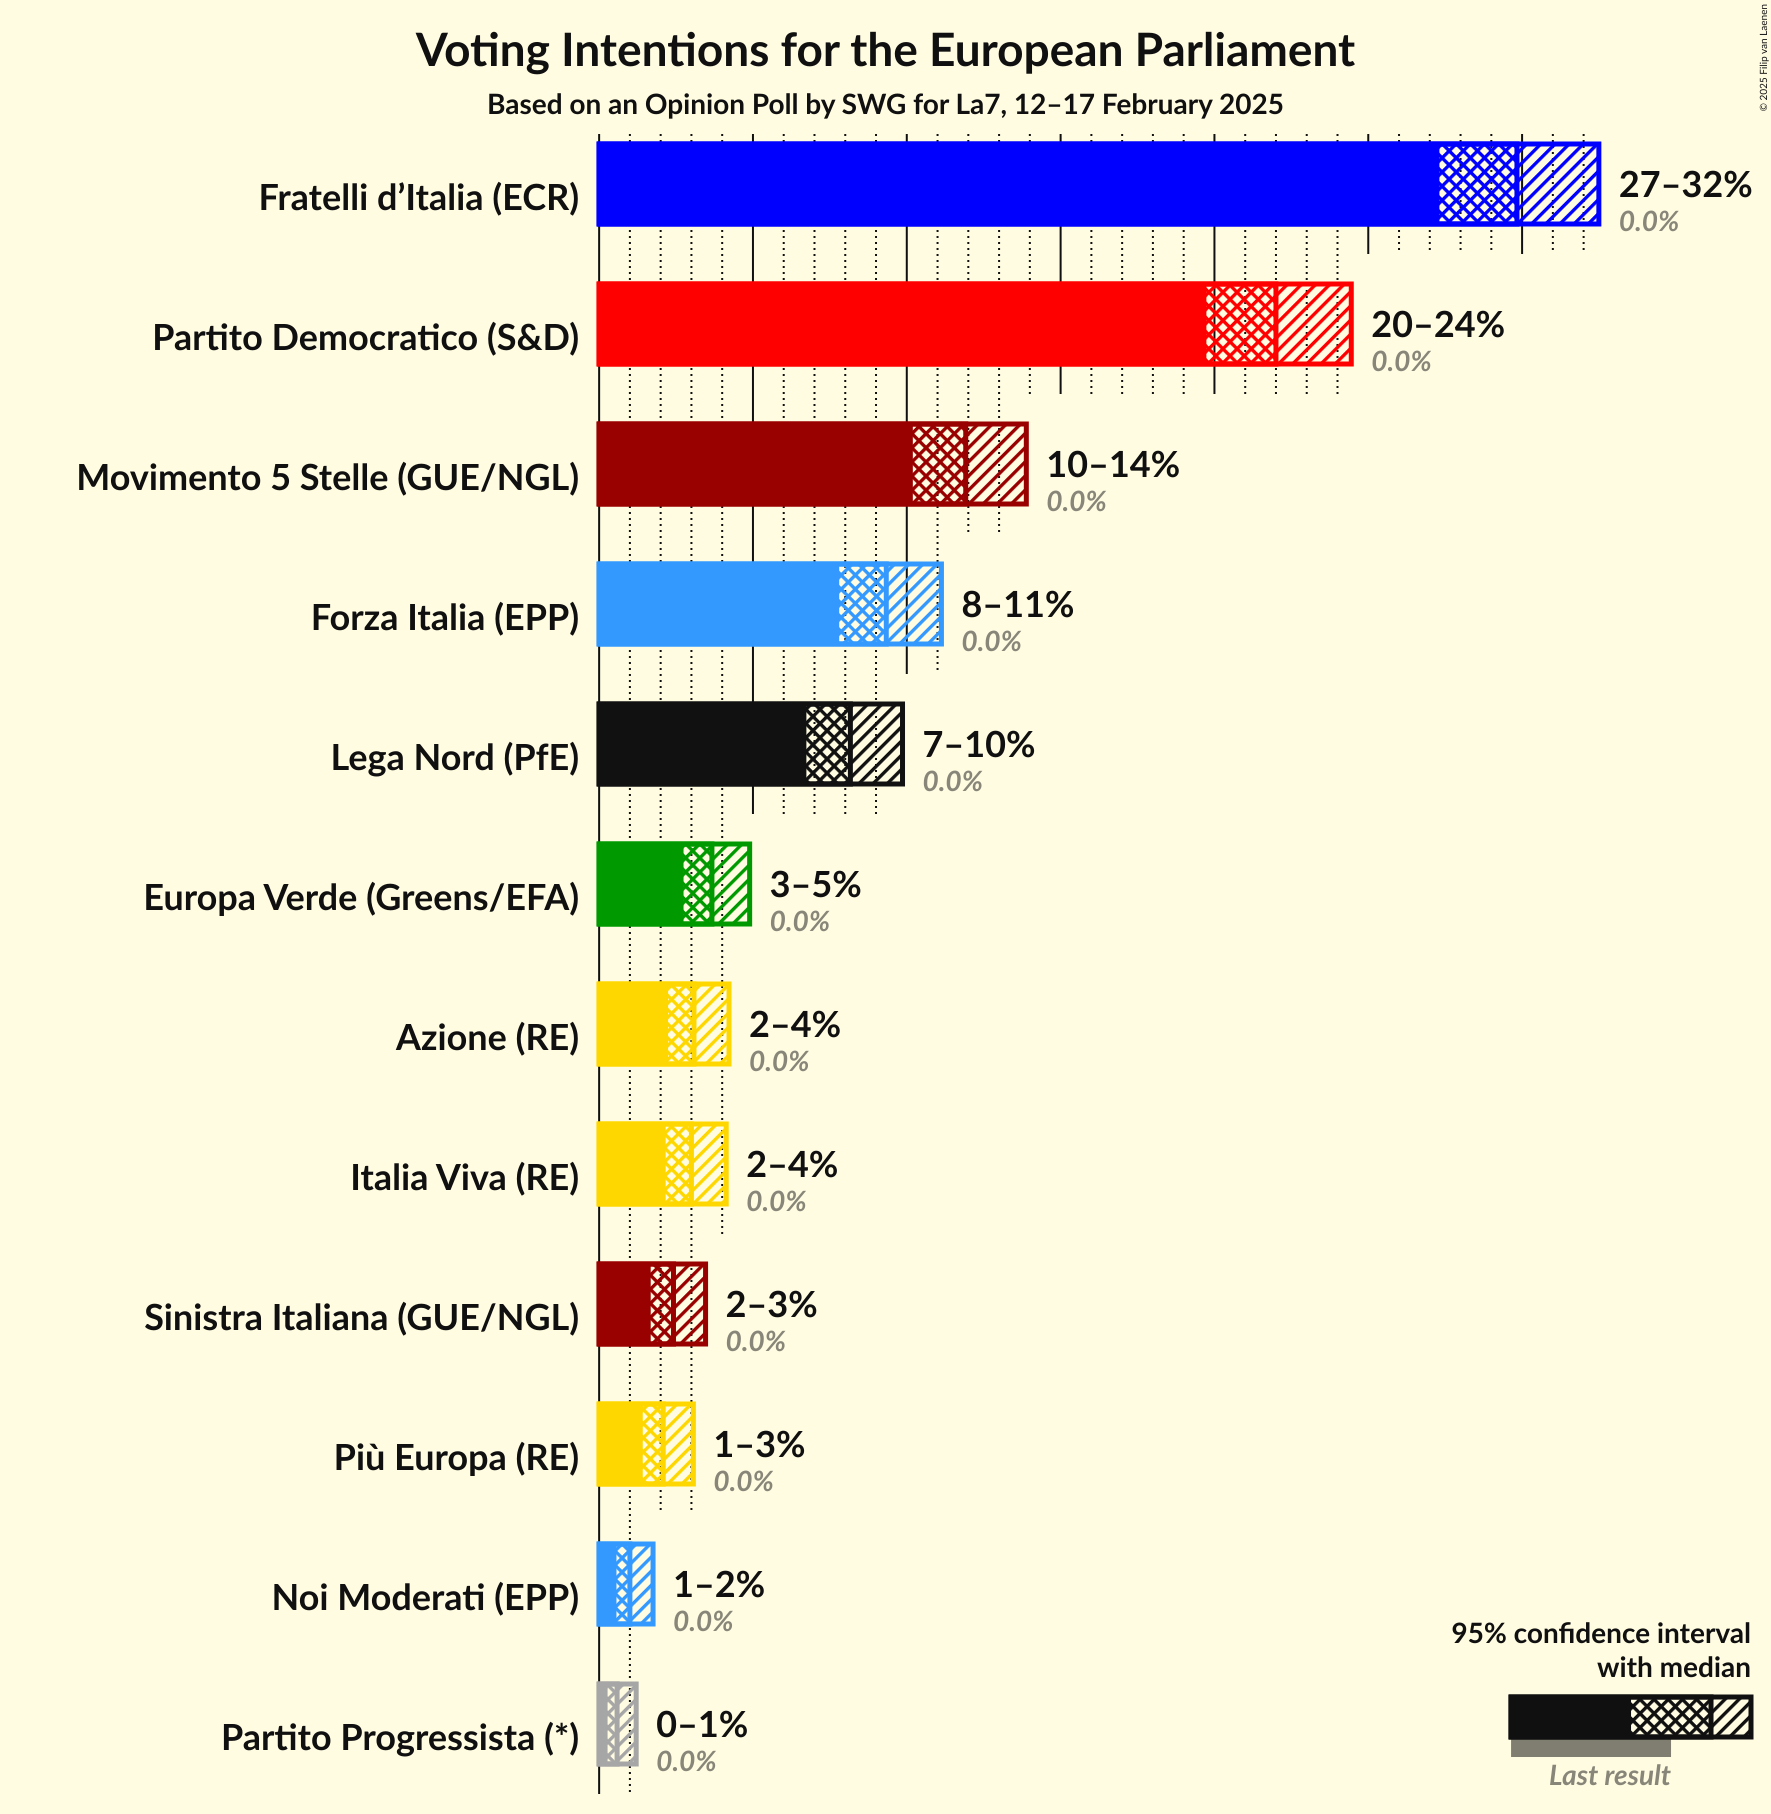 Voting Intentions for the European Parliament
Based on an Opinion Poll by SWG for La7, 12–17 February 2025
© 2025 Filip van Laenen
Fratelli d’Italia (ECR)
27–32%
0.0%
Partito Democratico (S&D)
20–24%
0.0%
Movimento 5 Stelle (GUE/NGL)
10–14%
0.0%
Forza Italia (EPP)
8–11%
0.0%
Lega Nord (PfE)
7–10%
0.0%
Europa Verde (Greens/EFA)
3–5%
0.0%
Azione (RE)
2–4%
0.0%
Italia Viva (RE)
2–4%
0.0%
Sinistra Italiana (GUE/NGL)
2–3%
0.0%
Più Europa (RE)
1–3%
0.0%
Noi Moderati (EPP)
1–2%
0.0%
Partito Progressista (*)
0–1%
0.0%
95% confidence interval
with median
Last result